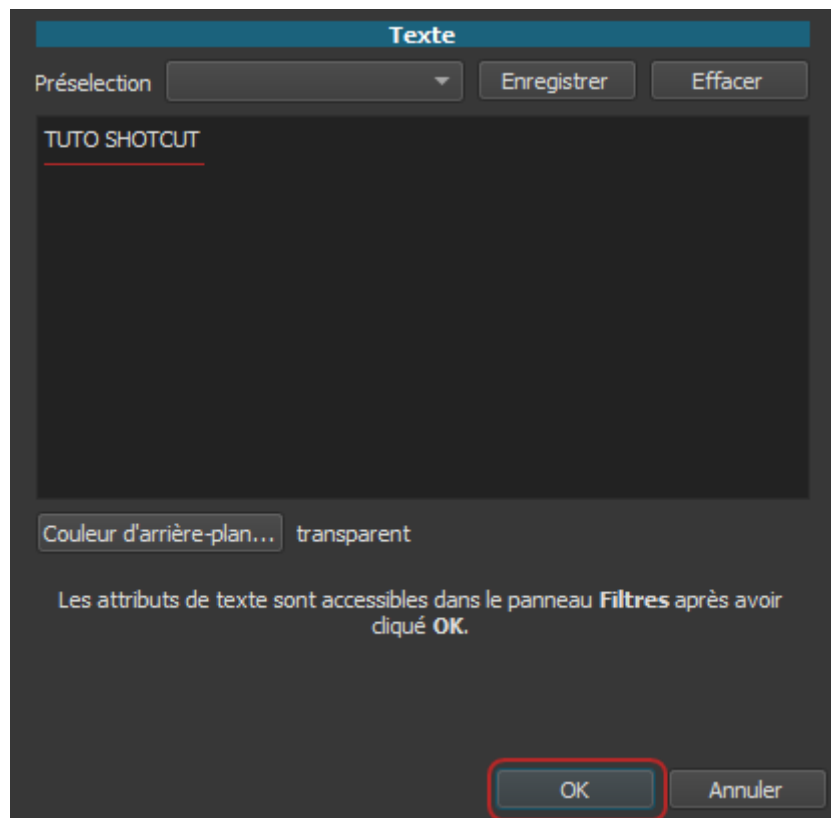 Texte
Préselection Enregistrer Effacer
TUTO SHOTCUT
Couleur d'arrière-plan... transparent
Les attributs de texte sont accessibles dans le panneau Filtres après avoir
cliqué OK.
OK Annuler